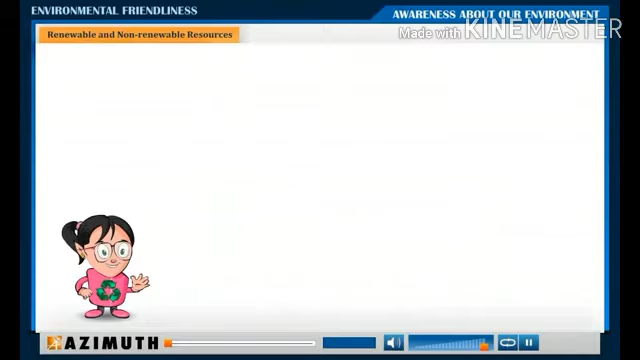 ENVIRONMENTAL FRIENDLINESS
AWARENESS ABOUT OUR ENVIRONMENT
Made with KINEMASTER
Renewable and Non-renewable Resources
AZIMUTH